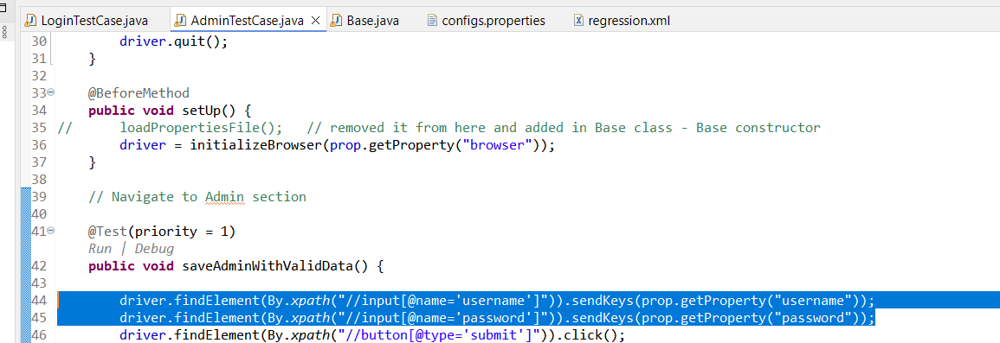 LoginTestCase.java AdminTestCase.java Base.java configs.properties regression.xml
30 driver.quit();
31 }
32
33 @BeforeMethod
34 public void setUp() {
35 // loadPropertiesFile(); // removed it from here and added in Base class - Base constructor
36 driver = initializeBrowser(prop.getProperty("browser"));
37 }
38
39 // Navigate to Admin section
40
41 @Test(priority = 1)
Run | Debug
42 public void saveAdminWithValidData() {
43
44 driver.findElement(By.xpath("//input[@name='username']")).sendKeys(prop.getProperty("username"));
45 driver.findElement(By.xpath("//input[@name='password']")).sendKeys(prop.getProperty("password"));
46 driver.findElement(By.xpath("//button[@type='submit']")).click();